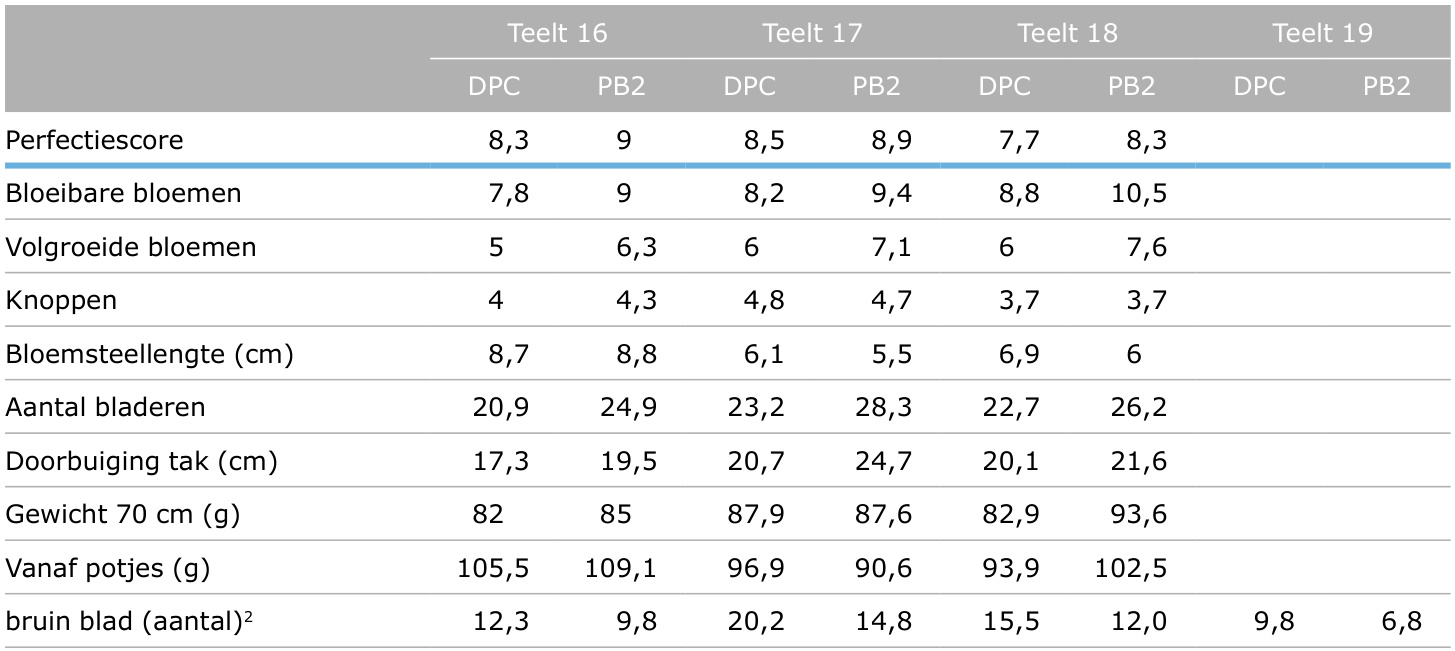 Teelt 16 Teelt 17 Teelt 18 Teelt 19
DPC PB2 DPC PB2 DPC PB2 DPC PB2
Perfectiescore 8,3 9 8,5 8,9 7,7 8,3
Bloeibare bloemen 7,8 9 8,2 9,4 8,8 10,5
Volgroeide bloemen 5 6,3 6 7,1 6 7,6
Knoppen 4 4,3 4,8 4,7 3,7 3,7
Bloemsteellengte (cm) 8,7 8,8 6,1 5,5 6,9 6
Aantal bladeren 20,9 24,9 23,2 28,3 22,7 26,2
Doorbuiging tak (cm) 17,3 19,5 20,7 24,7 20,1 21,6
Gewicht 70 cm (g) 82 85 87,9 87,6 82,9 93,6
Vanaf potjes (g) 105,5 109,1 96,9 90,6 93,9 102,5
bruin blad (aantal)² 12,3 9,8 20,2 14,8 15,5 12,0 9,8 6,8